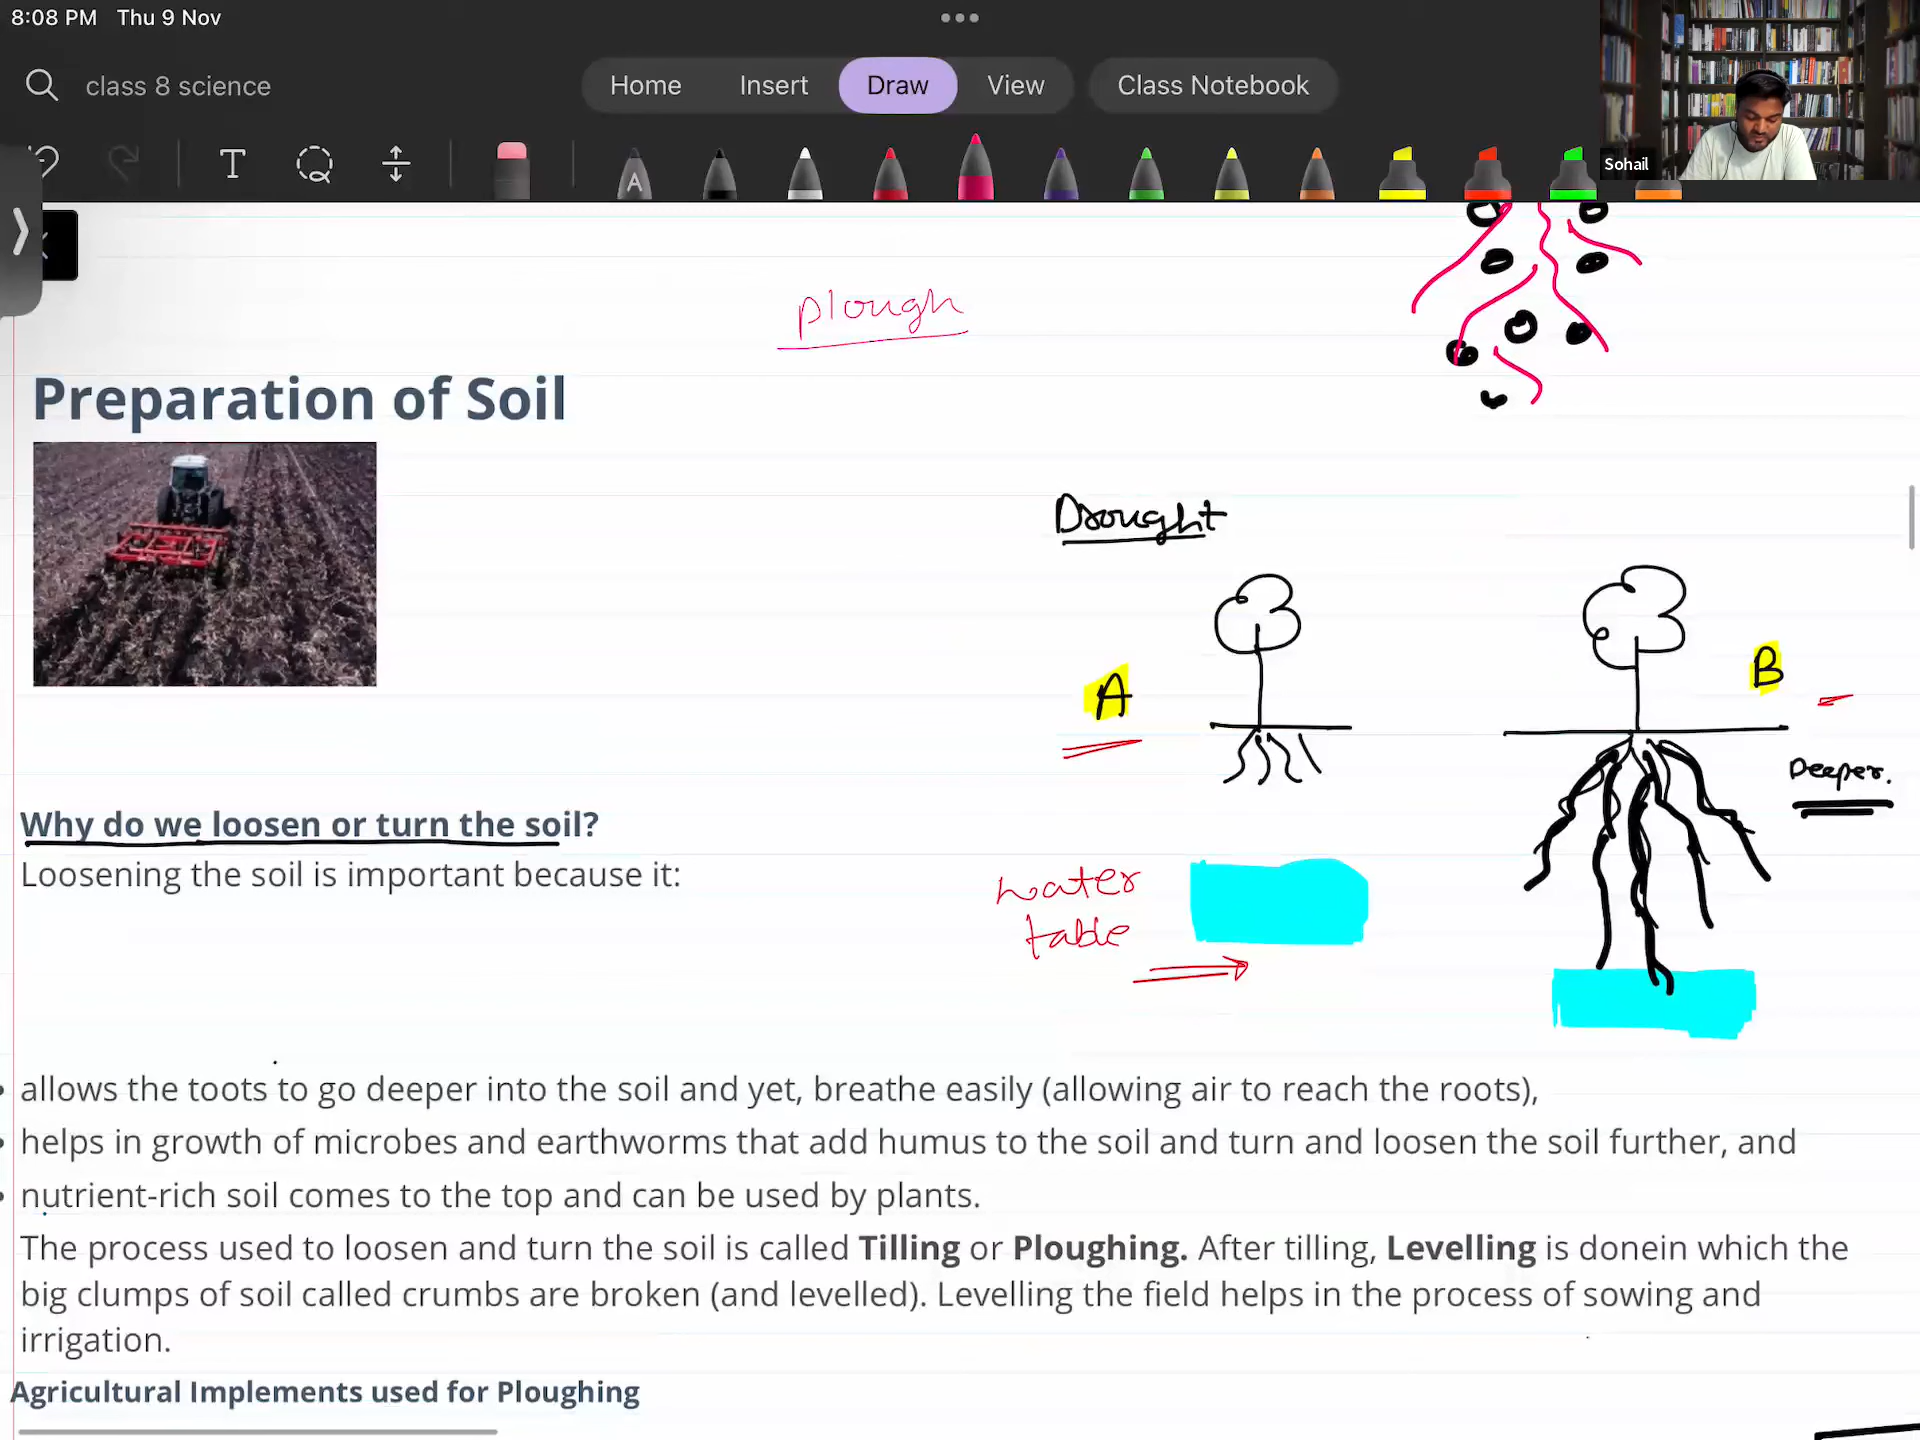 8:08 PM Thu 9 Nov
class 8 science
Home Insert Draw View Class Notebook
T
A
Sohail
plough
Preparation of Soil
Drought
A
B
Deeper.
Why do we loosen or turn the soil?
Loosening the soil is important because it:
water
table
• allows the toots to go deeper into the soil and yet, breathe easily (allowing air to reach the roots),
• helps in growth of microbes and earthworms that add humus to the soil and turn and loosen the soil further, and
• nutrient-rich soil comes to the top and can be used by plants.
The process used to loosen and turn the soil is called Tilling or Ploughing. After tilling, Levelling is donein which the
big clumps of soil called crumbs are broken (and levelled). Levelling the field helps in the process of sowing and
irrigation.
Agricultural Implements used for Ploughing